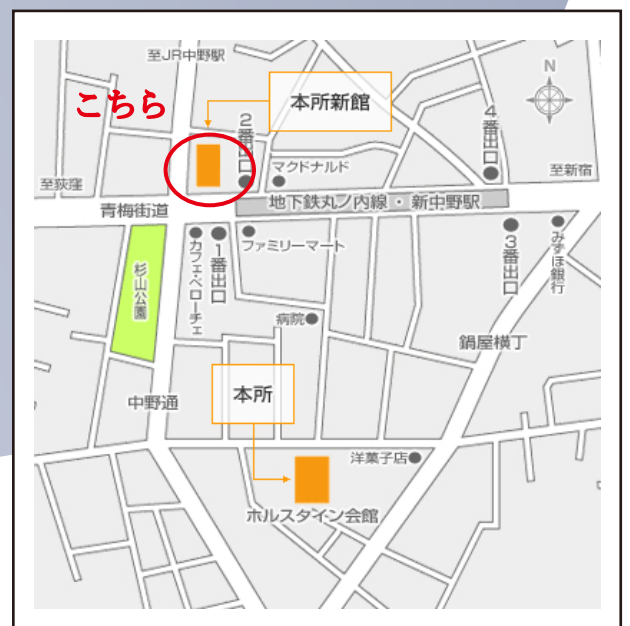 至JR中野駅
こちら
本所新館
N
2番出口
4番出口
マクドナルド
至荻窪
至新宿
青梅街道
地下鉄丸ノ内線・新中野駅
カフェ・ベローチェ
1番出口
ファミリーマート
3番出口
みずほ銀行
杉山公園
病院
鍋屋横丁
本所
中野通
洋菓子店
ホルスタイン会館